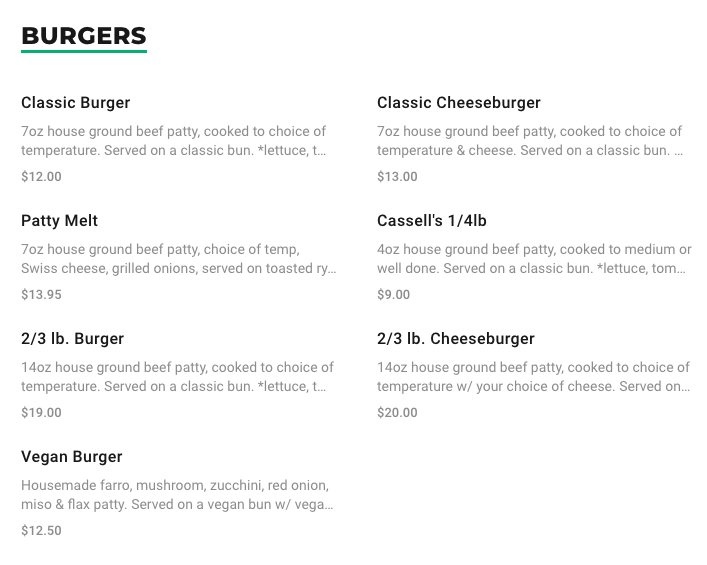 BURGERS
Classic Burger
7oz house ground beef patty, cooked to choice of
temperature. Served on a classic bun. *lettuce, t...
$12.00
Classic Cheeseburger
7oz house ground beef patty, cooked to choice of
temperature & cheese. Served on a classic bun. ...
$13.00
Patty Melt
7oz house ground beef patty, choice of temp,
Swiss cheese, grilled onions, served on toasted ry...
$13.95
Cassell's 1/4lb
4oz house ground beef patty, cooked to medium or
well done. Served on a classic bun. *lettuce, tom...
$9.00
2/3 lb. Burger
14oz house ground beef patty, cooked to choice of
temperature. Served on a classic bun. *lettuce, t...
$19.00
2/3 lb. Cheeseburger
14oz house ground beef patty, cooked to choice of
temperature w/ your choice of cheese. Served on...
$20.00
Vegan Burger
Housemade farro, mushroom, zucchini, red onion,
miso & flax patty. Served on a vegan bun w/ vega...
$12.50